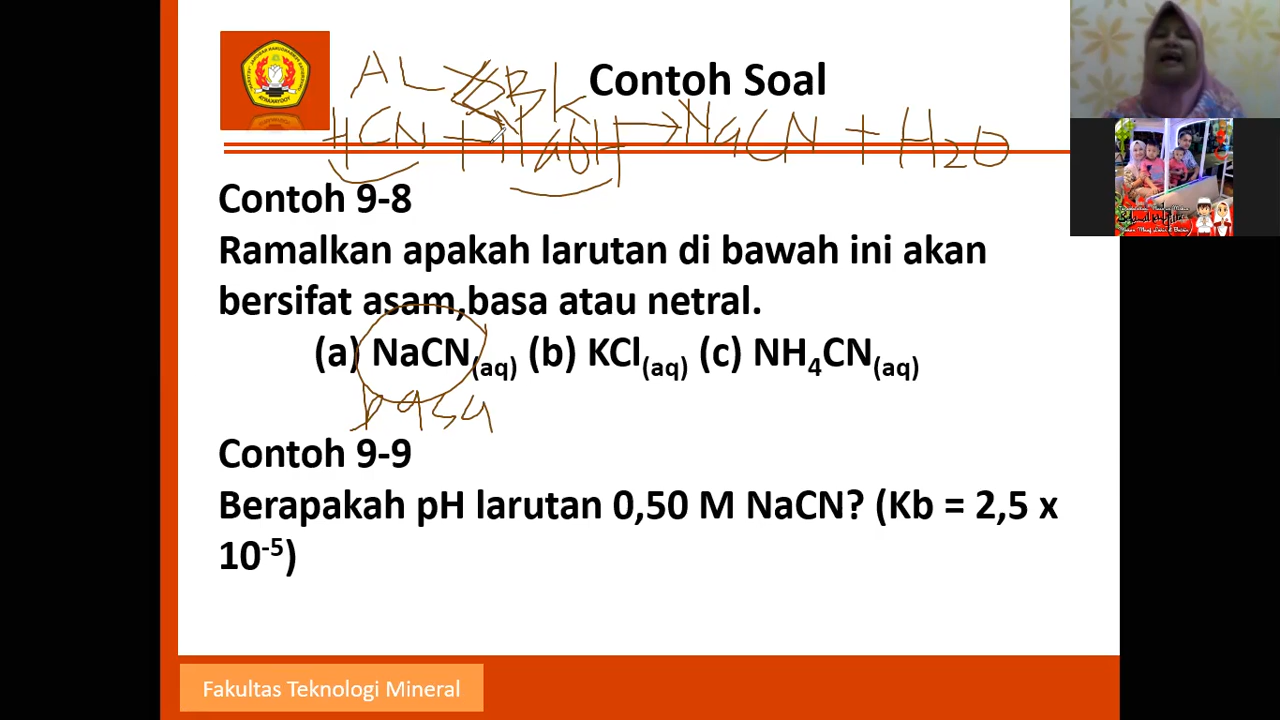 Contoh Soal
AL BK
HCN + NaOH → NaCN + H2O
Contoh 9-8
Ramalkan apakah larutan di bawah ini akan
bersifat asam,basa atau netral.
(a) NaCN(aq) (b) KCl(aq) (c) NH4CN(aq)
basa
Contoh 9-9
Berapakah pH larutan 0,50 M NaCN? (Kb = 2,5 x
10-5)
Fakultas Teknologi Mineral